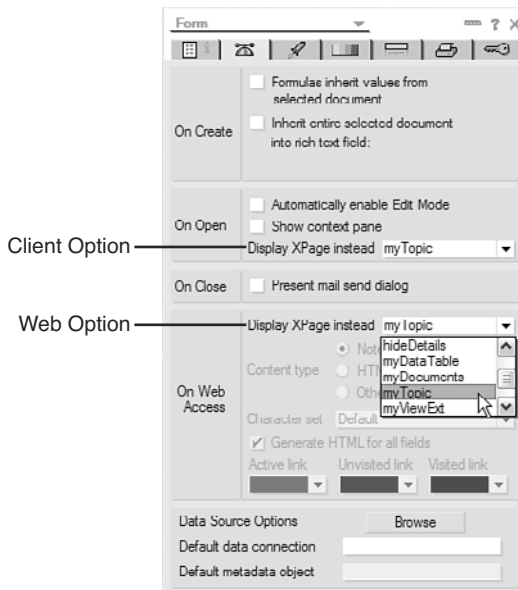 Form
?
On Create
Formulas inherit values from
selected document
Inherit entire selected document
into rich text field:
On Open
Automatically enable Edit Mode
Show context pane
Client Option
Display XPage instead myTopic
On Close
Present mail send dialog
Web Option
Display XPage instead myTopic
hideDetails
myDataTable
myDocuments
myTopic
myViewExt
On Web
Access
Content type
HTM
Othe
Character set Default
Generate HTML for all fields
Active link Unvisited link Visited link
Data Source Options Browse
Default data connection
Default metadata object